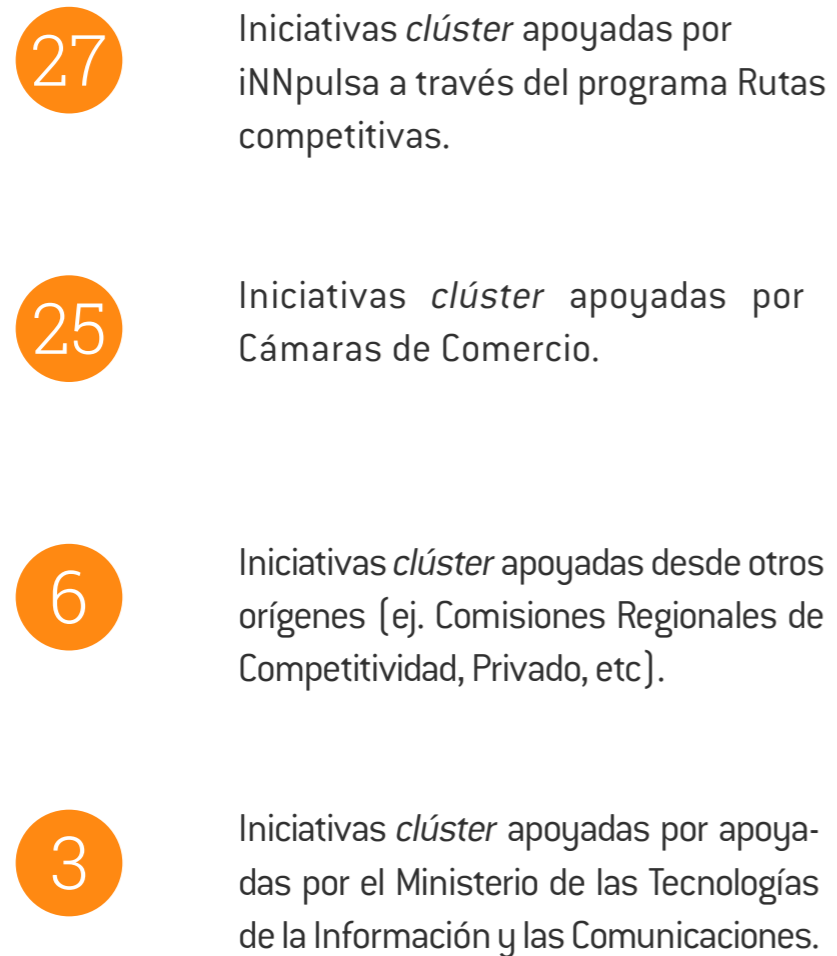 27
Iniciativas clúster apoyadas por
iNNpulsa a través del programa Rutas
competitivas.
25
Iniciativas clúster apoyadas por
Cámaras de Comercio.
6
Iniciativas clúster apoyadas desde otros
orígenes (ej. Comisiones Regionales de
Competitividad, Privado, etc).
3
Iniciativas clúster apoyadas por apoya-
das por el Ministerio de las Tecnologías
de la Información y las Comunicaciones.